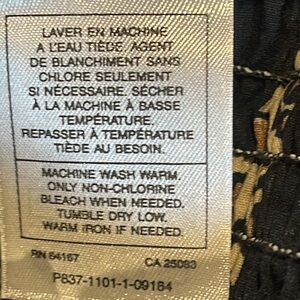 LAVER EN MACHINE
A L'EAU TIÈDE. AGENT
DE BLANCHIMENT SANS
CHLORE SEULEMENT
SI NÉCESSAIRE. SÉCHER
À LA MACHINE À BASSE
TEMPÉRATURE.
REPASSER À TEMPÉRATURE
TIÈDE AU BESOIN.
MACHINE WASH WARM.
ONLY NON-CHLORINE
BLEACH WHEN NEEDED.
TUMBLE DRY LOW.
WARM IRON IF NEEDED.
RN 54167 CA 25083
P837-1101-1-09184